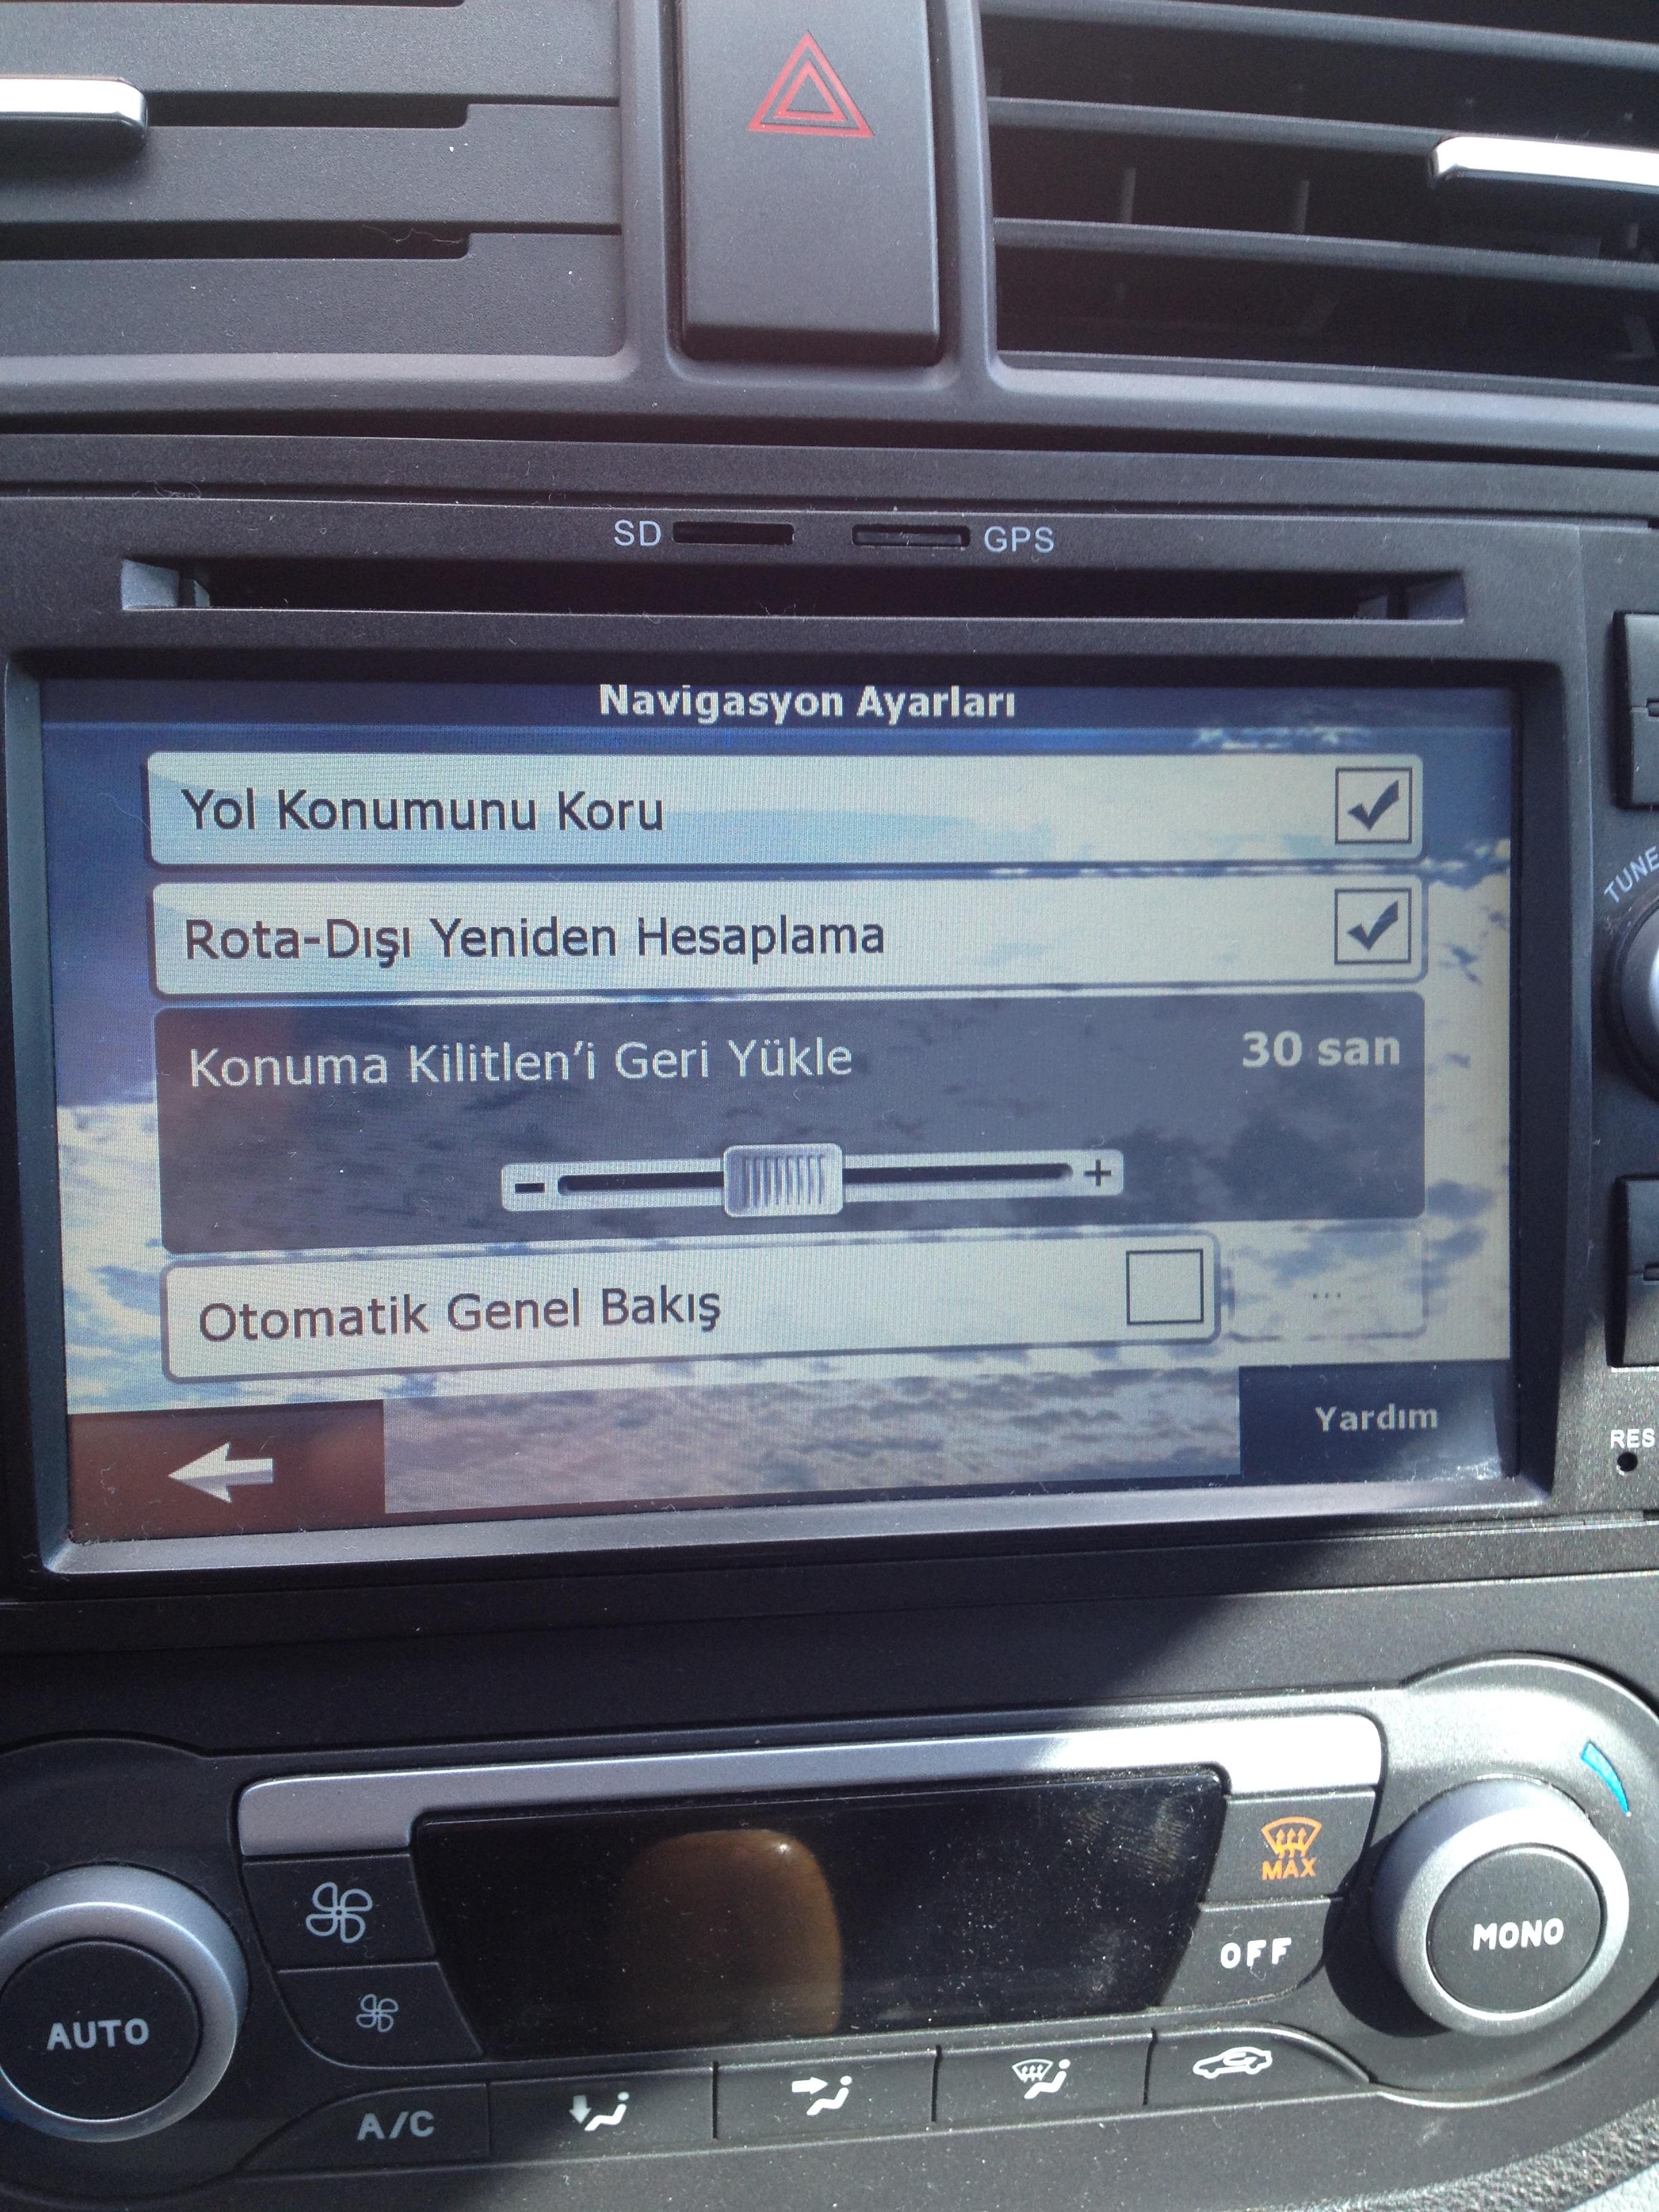 SD GPS
Navigasyon Ayarları
Yol Konumunu Koru
Rota-Dışı Yeniden Hesaplama
TUNE
Konuma Kilitlen'i Geri Yükle 30 san
- +
Otomatik Genel Bakış ...
Yardım
RES
MAX
OFF
MONO
AUTO
A/C